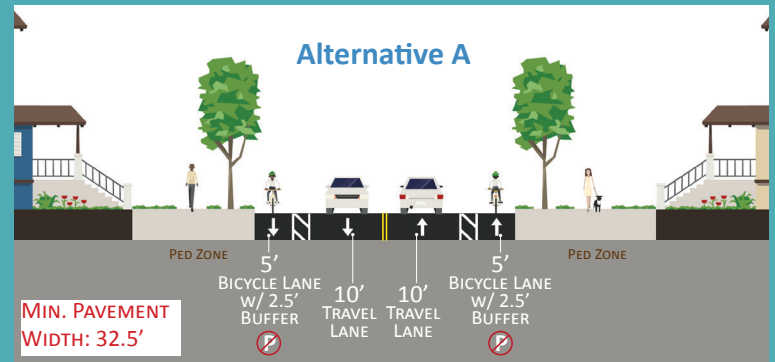 Alternative A
PED ZONE
PED ZONE
5'
BICYCLE LANE
W/ 2.5'
BUFFER
P
10'
TRAVEL
LANE
10'
TRAVEL
LANE
5'
BICYCLE LANE
W/ 2.5'
BUFFER
P
MIN. PAVEMENT
WIDTH: 32.5'